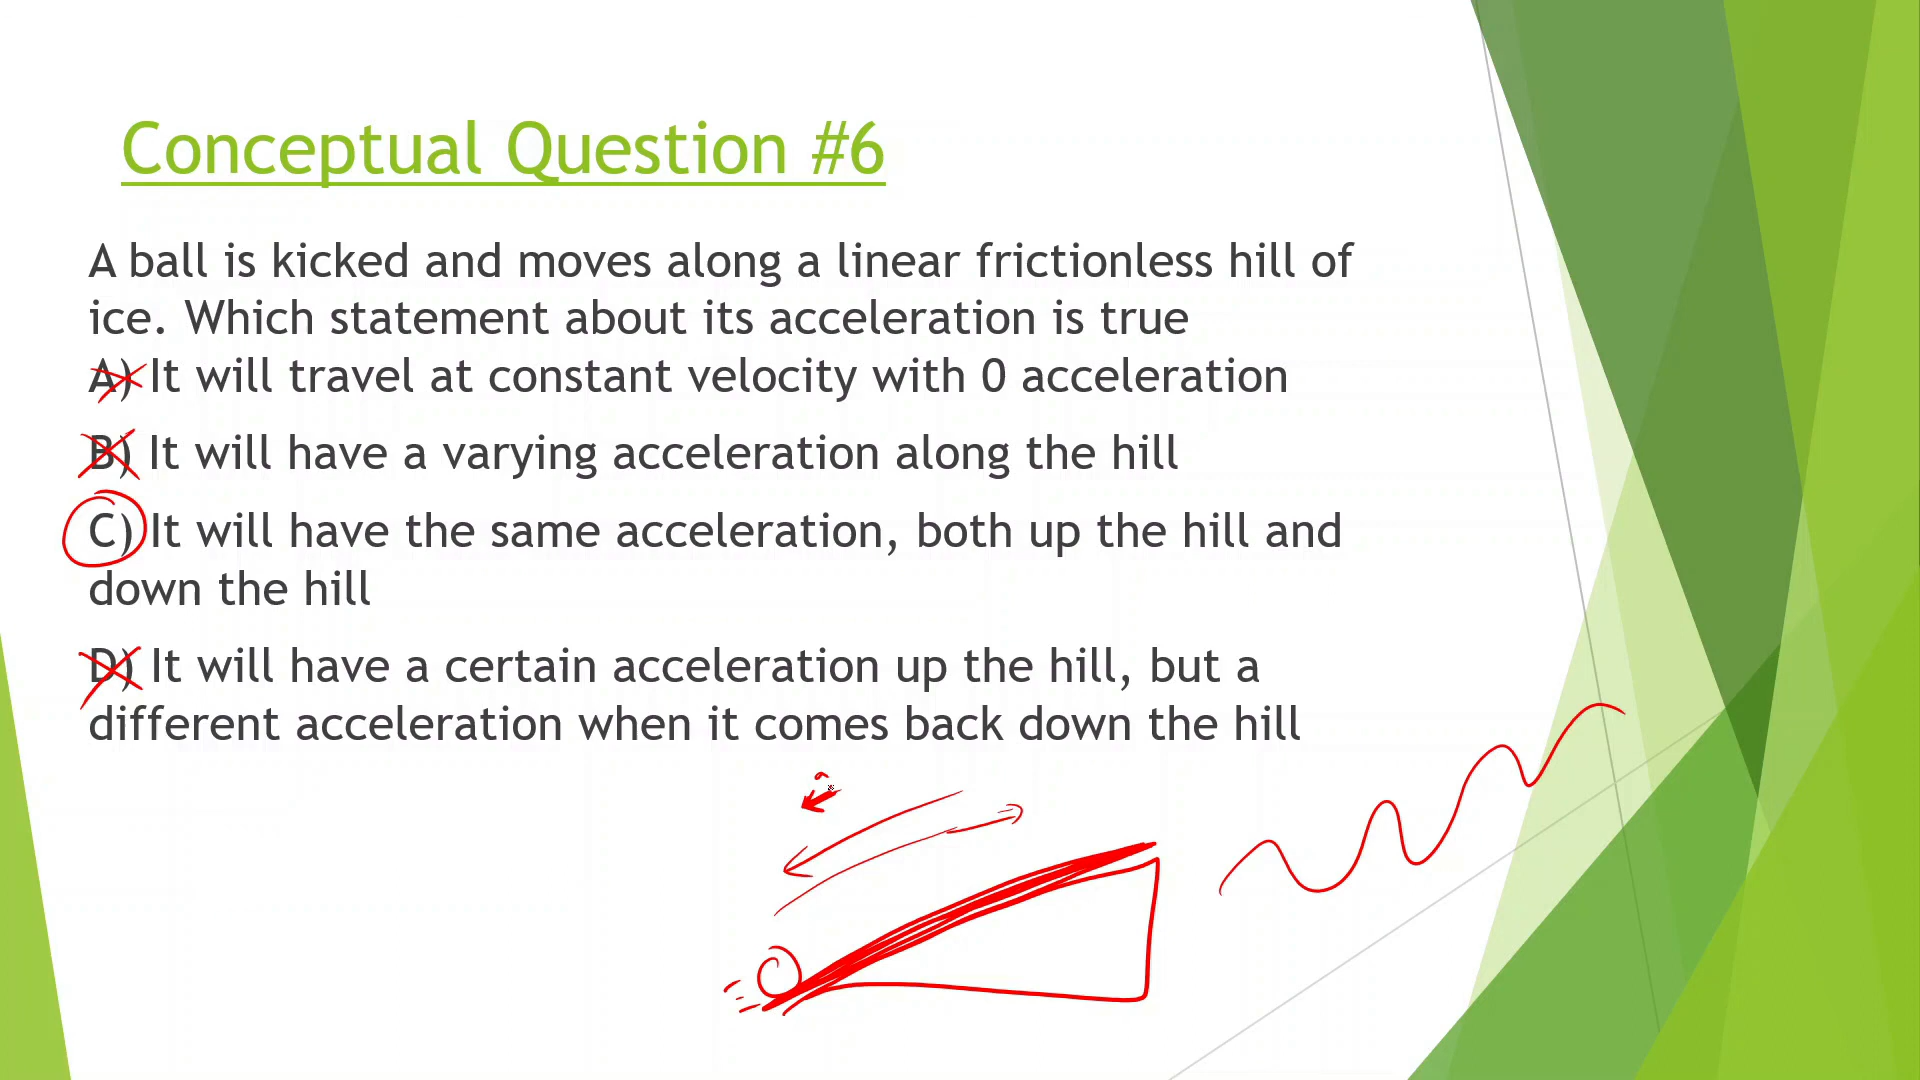 Conceptual Question #6
A ball is kicked and moves along a linear frictionless hill of
ice. Which statement about its acceleration is true
A) It will travel at constant velocity with 0 acceleration
B) It will have a varying acceleration along the hill
C) It will have the same acceleration, both up the hill and
down the hill
D) It will have a certain acceleration up the hill, but a
different acceleration when it comes back down the hill